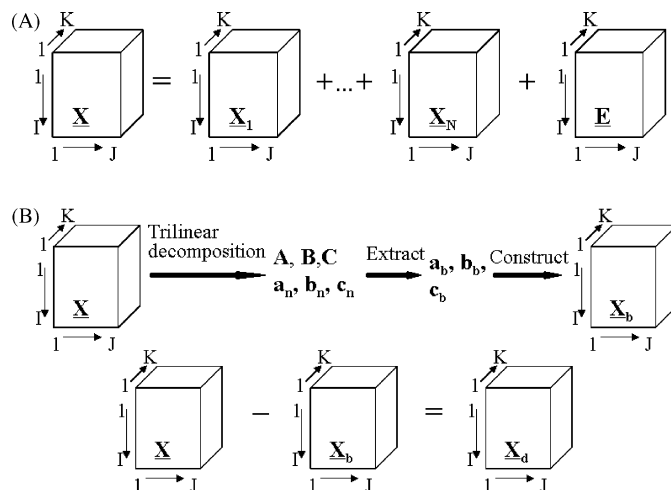 (A)
K K K K
1 1 1 1
1 = 1 +...+ 1 + 1
X X1 XN E
I I I I
1 J 1 J 1 J 1 J
(B)
K K
1 Trilinear decomposition Extract Construct 1
1 A, B,C ab, bb, 1
an, bn, cn cb
X Xb
I I
1 J 1 J
K K K
1 1 1
1 − 1 = 1
X Xb Xd
I I I
1 J 1 J 1 J